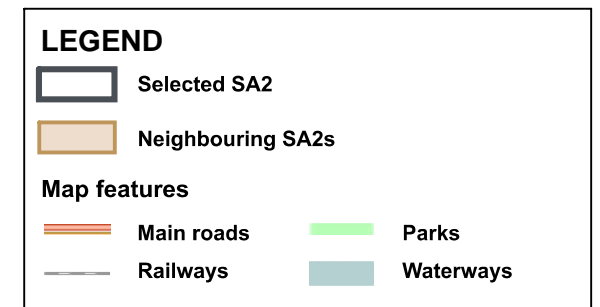 LEGEND
Selected SA2
Neighbouring SA2s
Map features
Main roads
Parks
Railways
Waterways